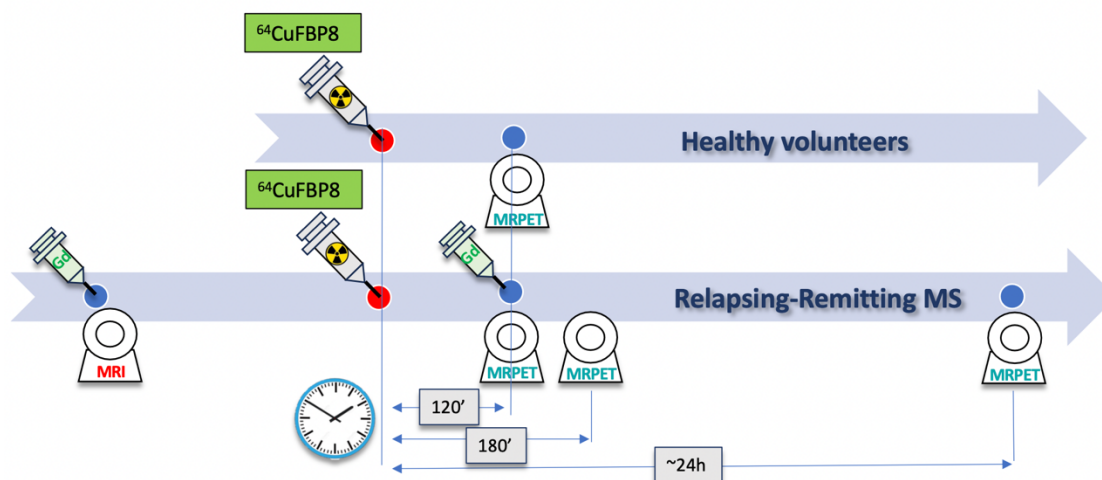 ⁶⁴CuFBP8
Healthy volunteers
MRPET
⁶⁴CuFBP8
Gd
Gd
Relapsing-Remitting MS
MRI
MRPET
MRPET
MRPET
120’
180’
~24h